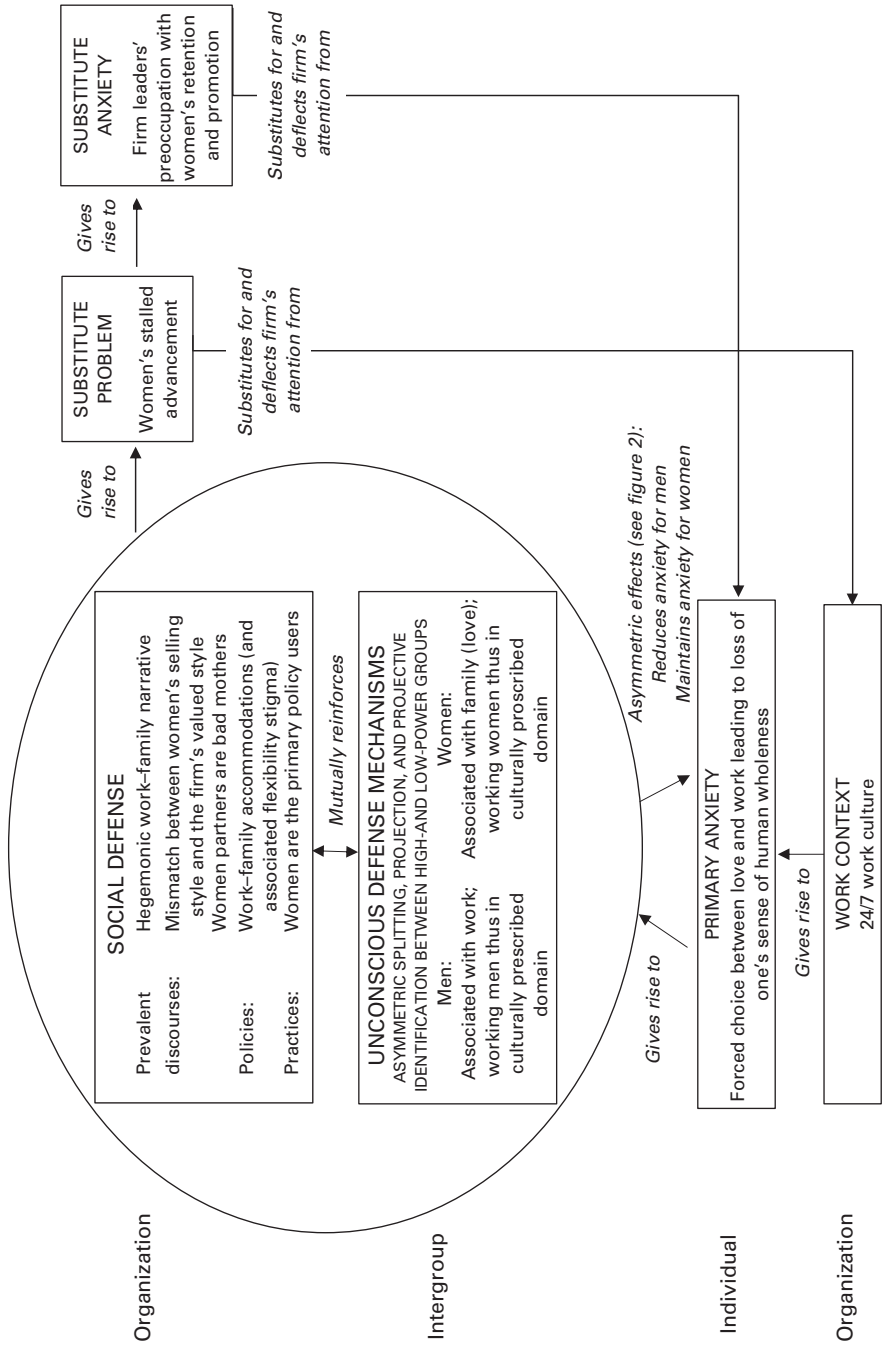 Organization
SOCIAL DEFENSE
Prevalent
discourses:
Hegemonic work–family narrative
Mismatch between women's selling
style and the firm's valued style
Women partners are bad mothers
Policies:
Work–family accommodations (and
associated flexibility stigma)
Practices:
Women are the primary policy users
Gives
rise to
SUBSTITUTE
PROBLEM
Women's stalled
advancement
Gives
rise to
SUBSTITUTE
ANXIETY
Firm leaders'
preoccupation with
women's retention
and promotion
Substitutes for and
deflects firm's
attention from
Substitutes for and
deflects firm's
attention from
Mutually reinforces
Intergroup
UNCONSCIOUS DEFENSE MECHANISMS
ASYMMETRIC SPLITTING, PROJECTION, AND PROJECTIVE
IDENTIFICATION BETWEEN HIGH-AND LOW-POWER GROUPS
Men:
Associated with work;
working men thus in
culturally prescribed
domain
Women:
Associated with family (love);
working women thus in
culturally proscribed
domain
Gives rise to
Asymmetric effects (see figure 2):
Reduces anxiety for men
Maintains anxiety for women
Individual
PRIMARY ANXIETY
Forced choice between love and work leading to loss of
one's sense of human wholeness
Gives rise to
Organization
WORK CONTEXT
24/7 work culture